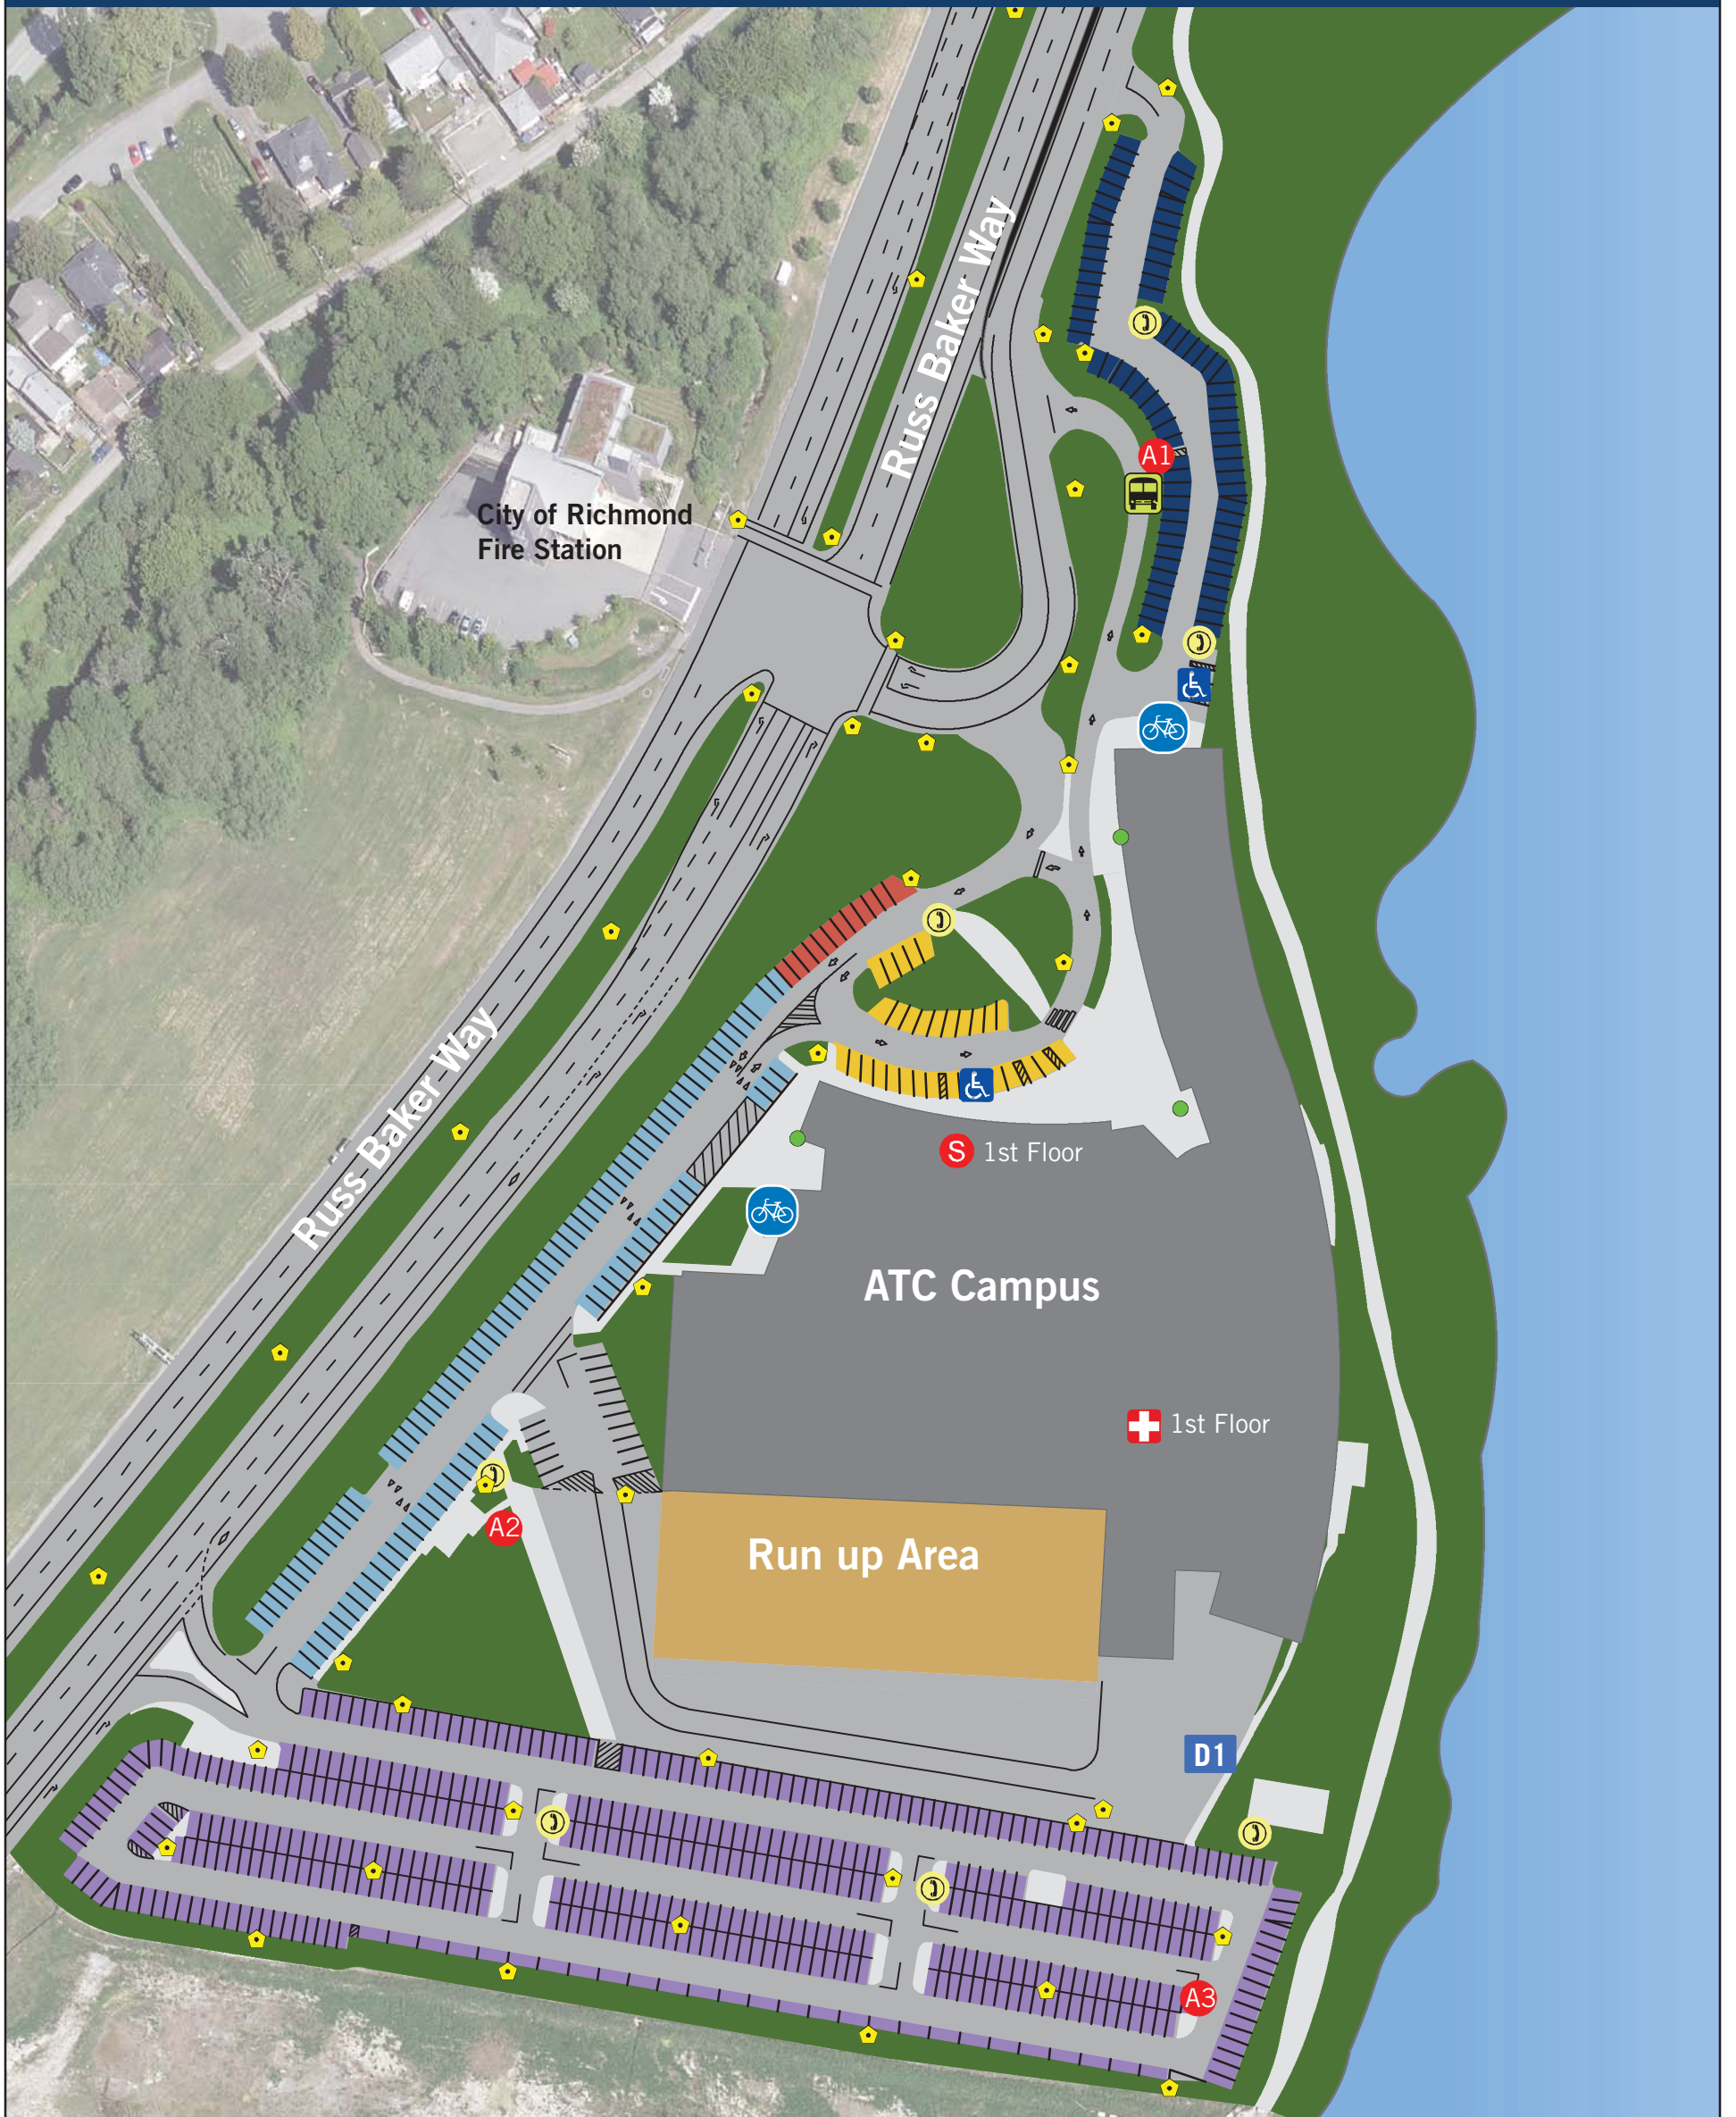 Russ Baker Way
A1
City of Richmond
Fire Station
Russ Baker Way
S 1st Floor
ATC Campus
1st Floor
A2
Run up Area
D1
A3